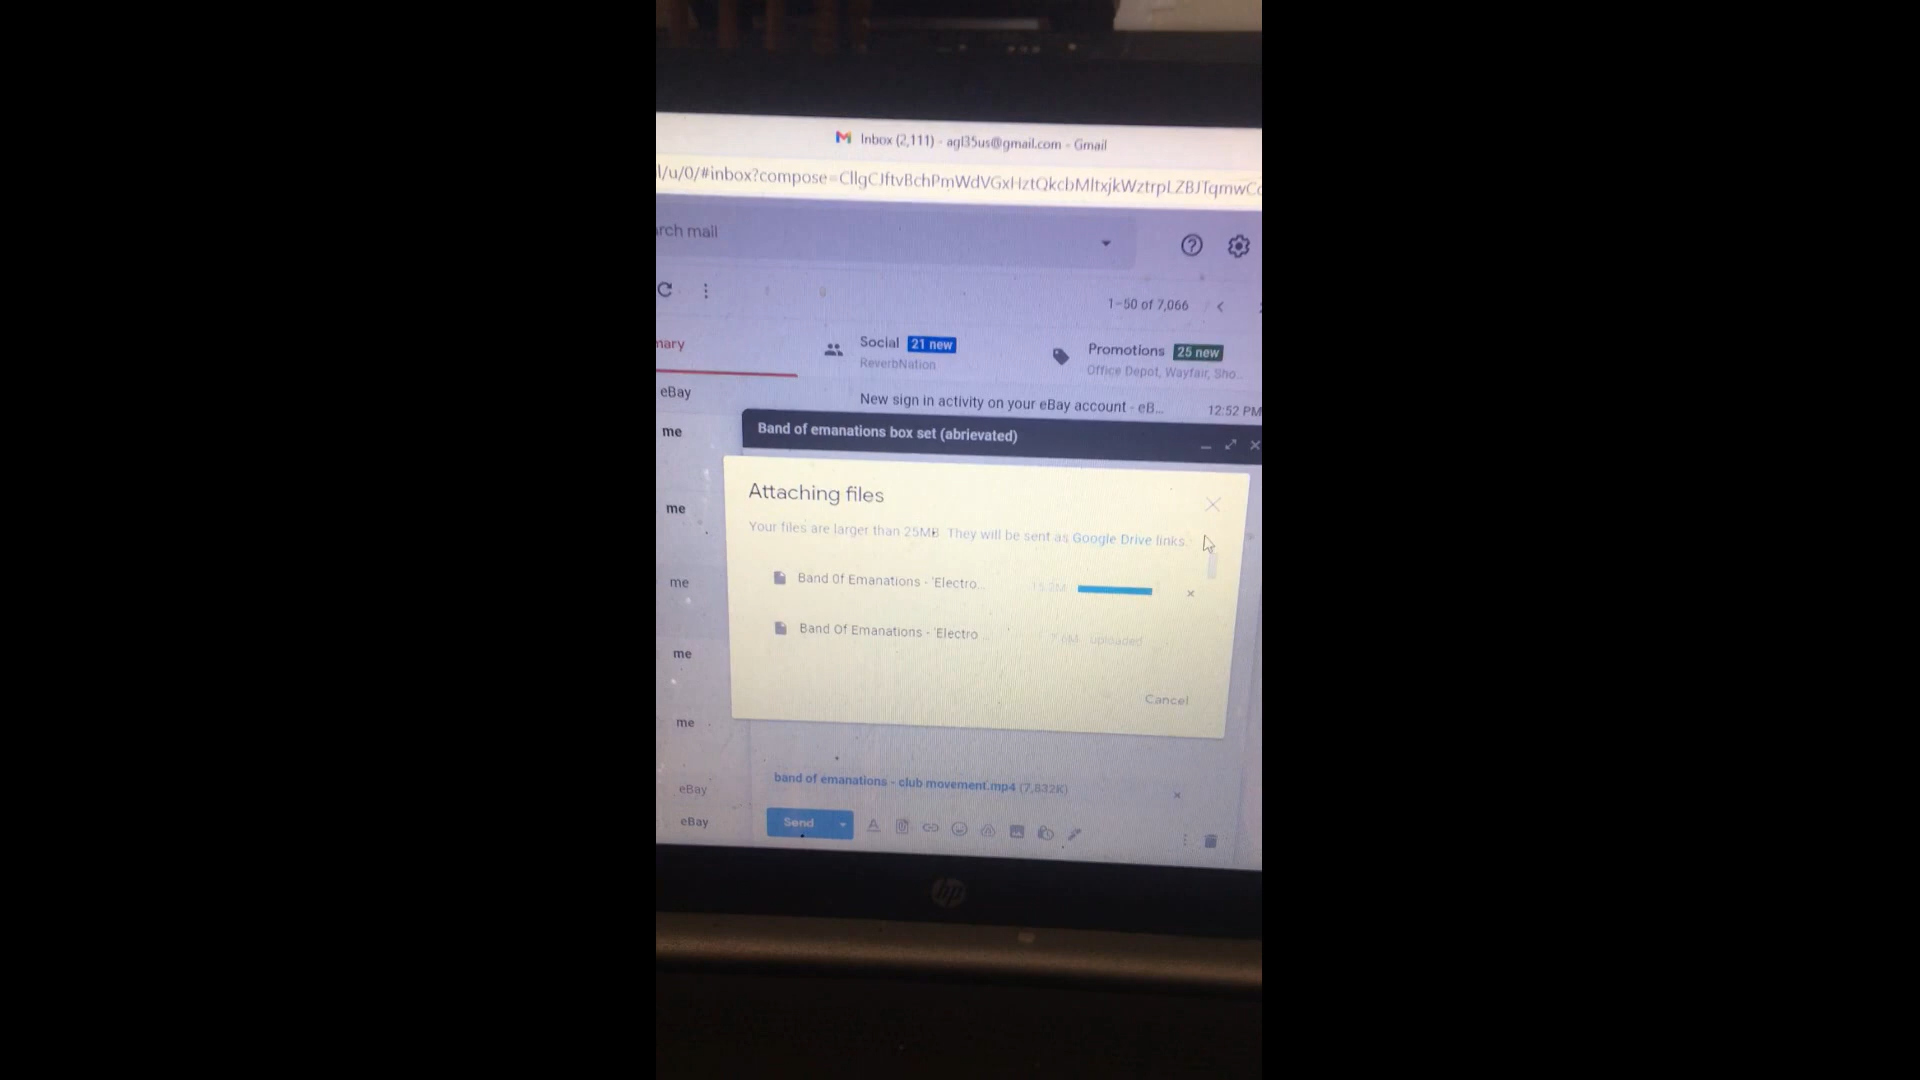 Inbox (2,111) - agl35us@gmail.com - Gmail
l/u/0/#inbox?compose=
rch mail
1-50 of 7,066
mary
Social 21 new
ReverbNation
Promotions 25 new
Office Depot, Wayfair, Sho...
eBay
New sign in activity on your eBay account - eB...
12:52 PM
me
Band of emanations box set (abrievated)
Attaching files
me
Your files are larger than 25MB. They will be sent as Google Drive links.
me
Band Of Emanations - 'Electro...
Band Of Emanations - 'Electro...
uploaded
me
Cancel
me
band of emanations - club movement.mp4 (7,832K)
eBay
eBay
Send
hp